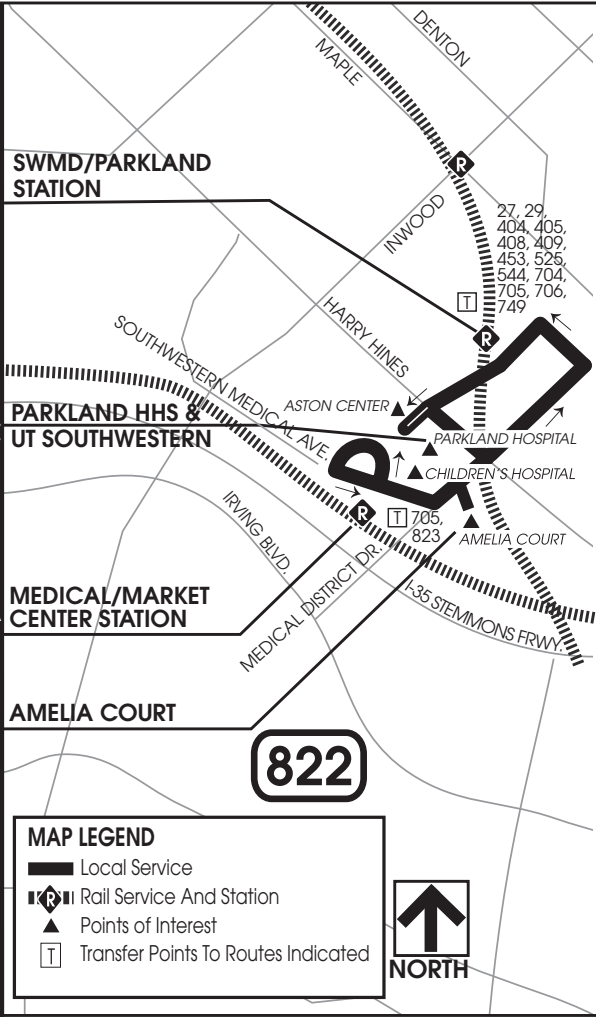 DENTON
MAPLE
SWMD/PARKLAND
STATION
R
INWOOD
27, 29,
404, 405,
408, 409,
453, 525,
544, 704,
705, 706,
749
T
R
HARRY HINES
SOUTHWESTERN MEDICAL AVE.
ASTON CENTER
PARKLAND HHS &
UT SOUTHWESTERN
PARKLAND HOSPITAL
CHILDREN'S HOSPITAL
R
T 705,
823
AMELIA COURT
IRVING BLVD.
MEDICAL DISTRICT DR.
I-35 STEMMONS FRWY.
MEDICAL/MARKET
CENTER STATION
AMELIA COURT
822
MAP LEGEND
Local Service
R Rail Service And Station
Points of Interest
T Transfer Points To Routes Indicated
NORTH